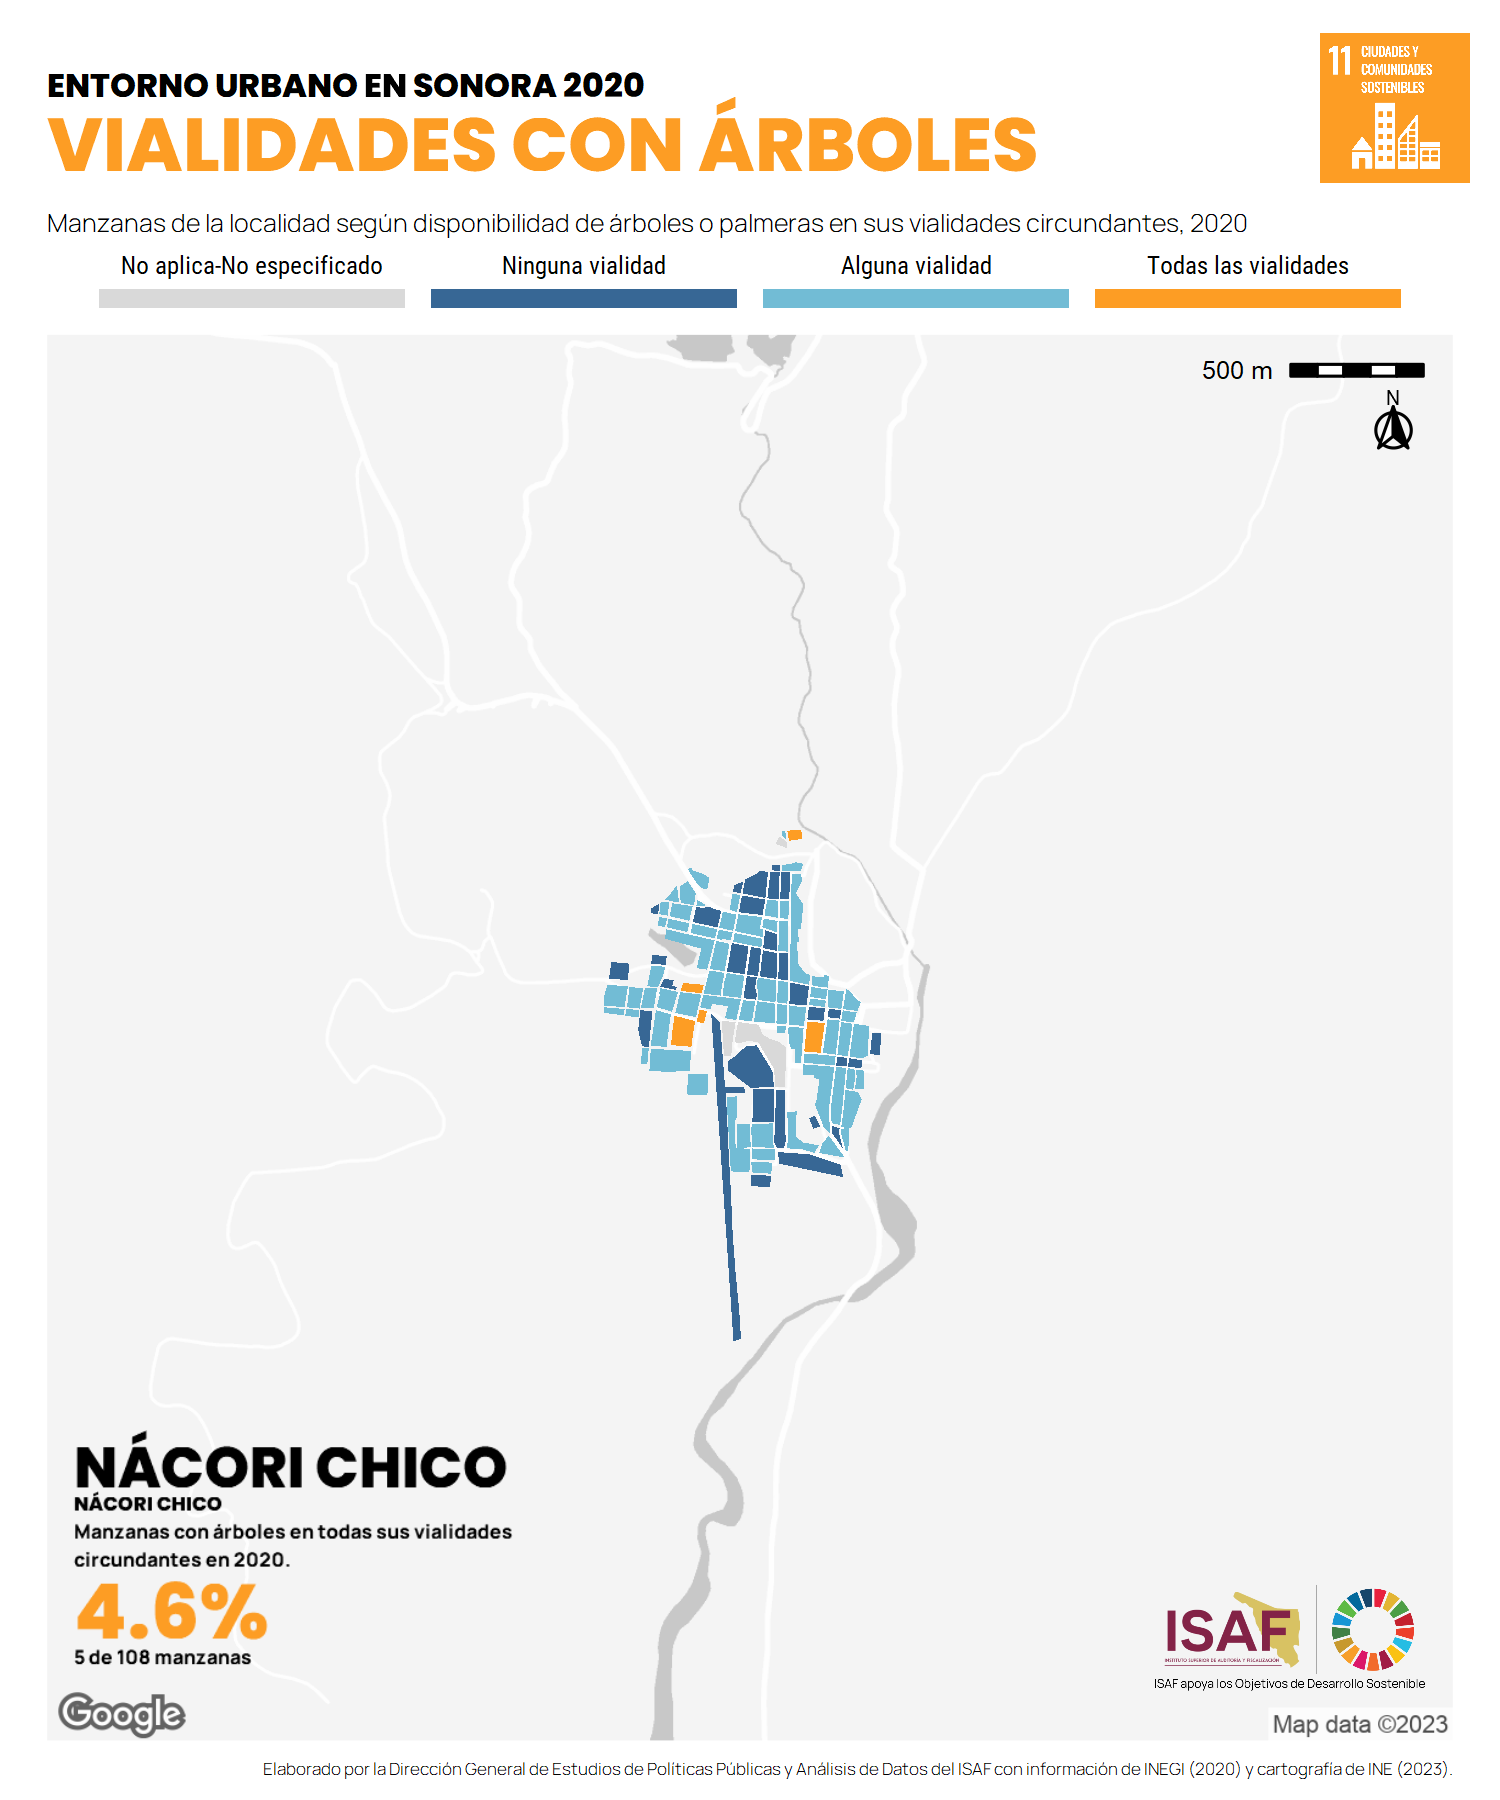 ENTORNO URBANO EN SONORA 2020
VIALIDADES CON ÁRBOLES
11 CIUDADES Y
COMUNIDADES
SOSTENIBLES
Manzanas de la localidad según disponibilidad de árboles o palmeras en sus vialidades circundantes, 2020
No aplica-No especificado
Ninguna vialidad
Alguna vialidad
Todas las vialidades
500 m
N
NÁCORI CHICO
NÁCORI CHICO
Manzanas con árboles en todas sus vialidades
circundantes en 2020.
4.6%
5 de 108 manzanas
ISAF
INSTITUTO SUPERIOR DE AUDITORÍA Y FISCALIZACIÓN
ISAF apoya los Objetivos de Desarrollo Sostenible
Google
Map data ©2023
Elaborado por la Dirección General de Estudios de Políticas Públicas y Análisis de Datos del ISAF con información de INEGI (2020) y cartografía de INE (2023).